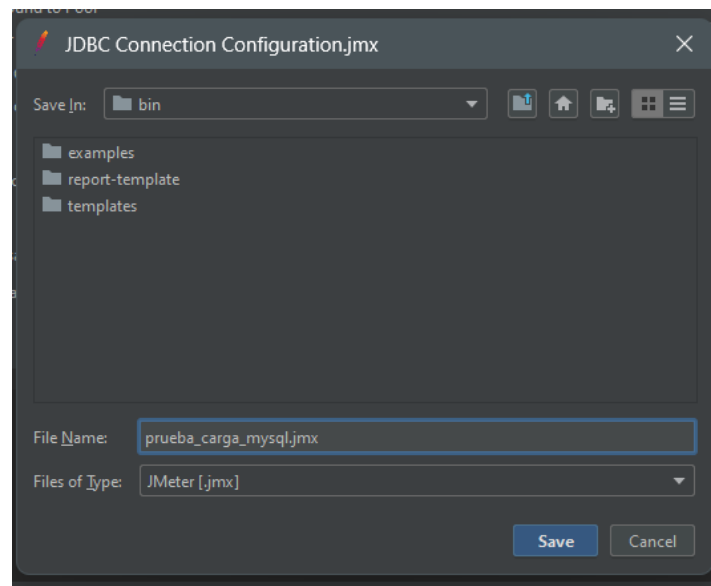 JDBC Connection Configuration.jmx
Save In: bin
examples
report-template
templates
File Name: prueba_carga_mysql.jmx
Files of Type: JMeter [.jmx]
Save Cancel